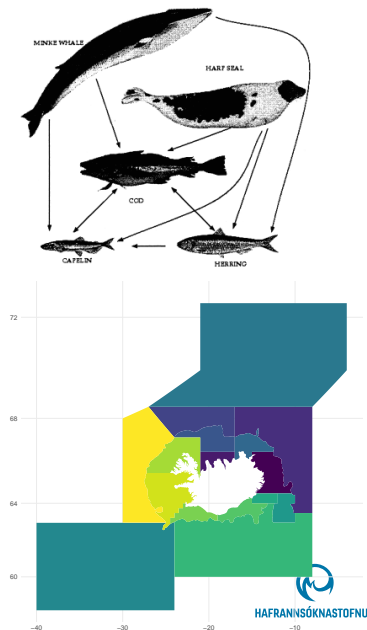 MINKE WHALE
HARP SEAL
COD
CAPELIN
HERRING
72
68
64
60
−40
−30
−20
−10
HAFRANNSÓKNASTOFNU